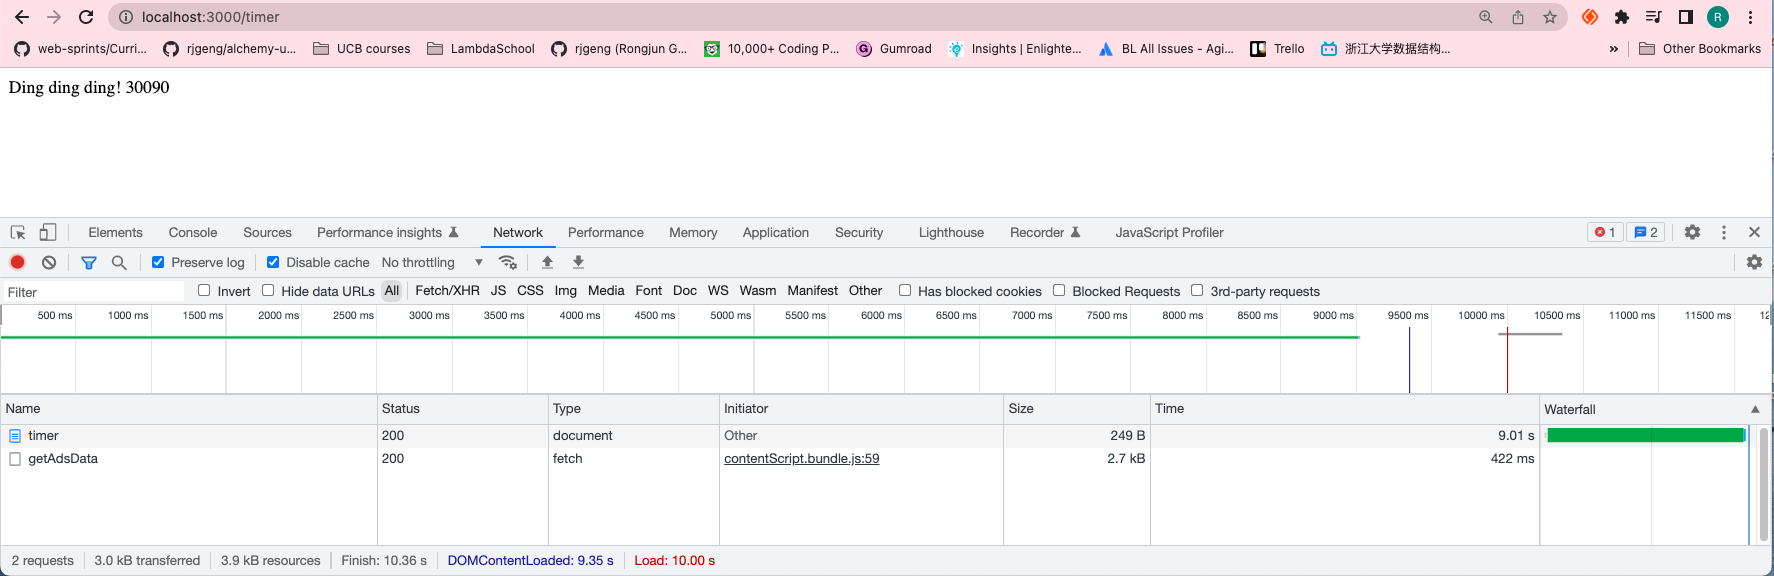 localhost:3000/timer
R
web-sprints/Curri... rjgeng/alchemy-u... UCB courses LambdaSchool rjgeng (Rongjun G... 10,000+ Coding P... Gumroad Insights | Enlighte... BL All Issues - Agi... Trello 浙江大学数据结构... » Other Bookmarks
Ding ding ding! 30090
Elements Console Sources Performance insights Network Performance Memory Application Security Lighthouse Recorder JavaScript Profiler 1 2
Preserve log Disable cache No throttling
Filter Invert Hide data URLs All Fetch/XHR JS CSS Img Media Font Doc WS Wasm Manifest Other Has blocked cookies Blocked Requests 3rd-party requests
500 ms 1000 ms 1500 ms 2000 ms 2500 ms 3000 ms 3500 ms 4000 ms 4500 ms 5000 ms 5500 ms 6000 ms 6500 ms 7000 ms 7500 ms 8000 ms 8500 ms 9000 ms 9500 ms 10000 ms 10500 ms 11000 ms 11500 ms 12
Name Status Type Initiator Size Time Waterfall
timer 200 document Other 249 B 9.01 s
getAdsData 200 fetch contentScript.bundle.js:59 2.7 kB 422 ms
2 requests 3.0 kB transferred 3.9 kB resources Finish: 10.36 s DOMContentLoaded: 9.35 s Load: 10.00 s